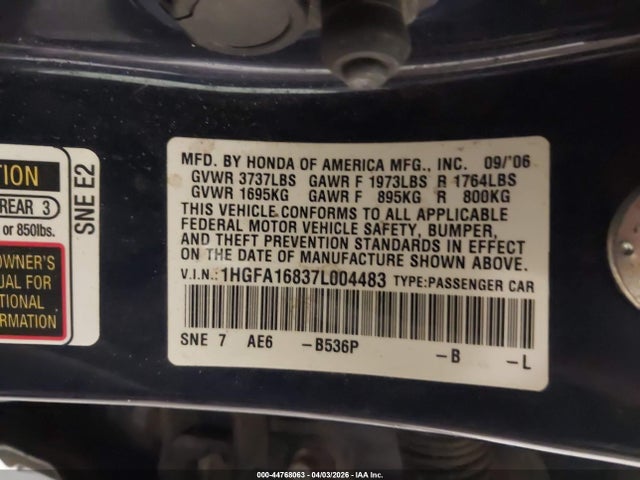 TION
REAR 3
or 850lbs.
OWNER'S
UAL FOR
TIONAL
ORMATION
SNE E2
MFD. BY HONDA OF AMERICA MFG., INC. 09/'06
GVWR 3737LBS GAWR F 1973LBS R 1764LBS
GVWR 1695KG GAWR F 895KG R 800KG
THIS VEHICLE CONFORMS TO ALL APPLICABLE
FEDERAL MOTOR VEHICLE SAFETY, BUMPER,
AND THEFT PREVENTION STANDARDS IN EFFECT
ON THE DATE OF MANUFACTURE SHOWN ABOVE.
V.I.N.: 1HGFA16837L004483 TYPE:PASSENGER CAR
SNE 7 AE6 -B536P -B -L
000-44768063 - 04/03/2026 - IAA Inc.